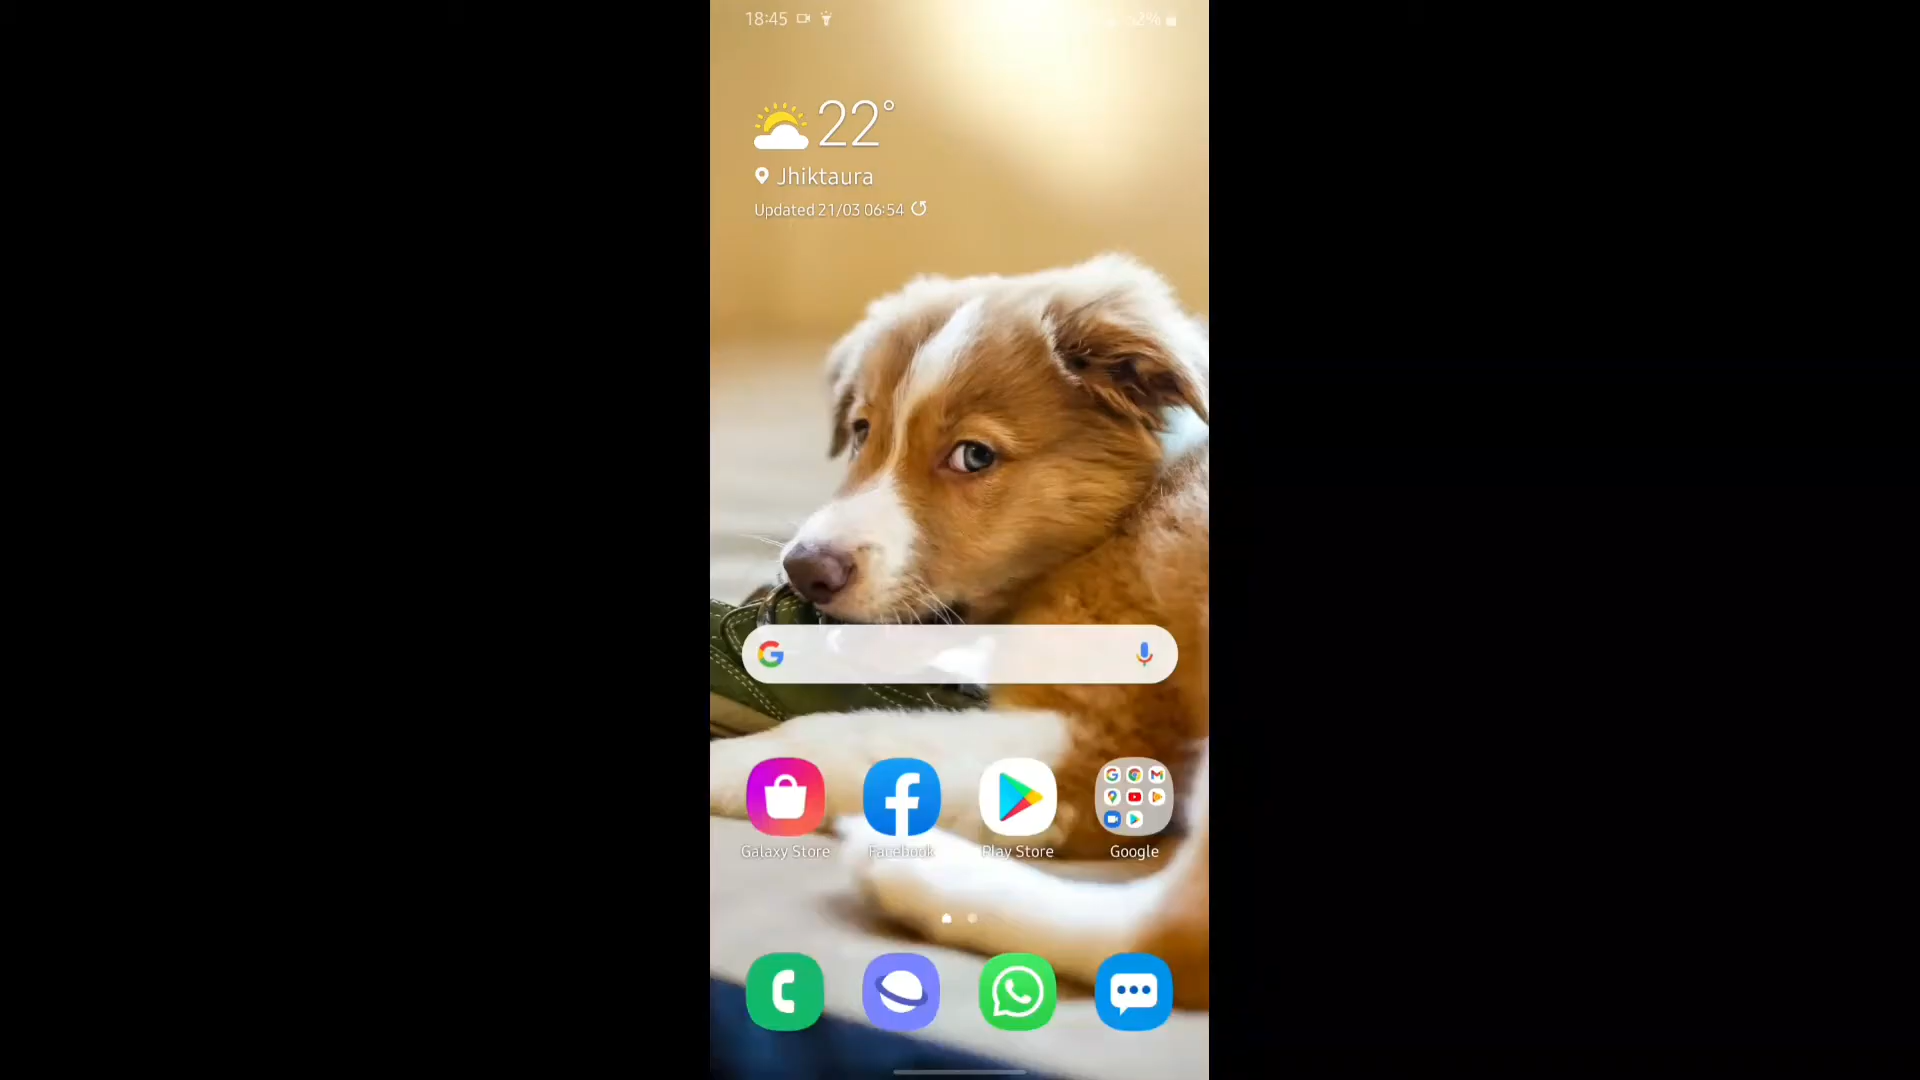 18:45
22°
Jhiktaura
Updated 21/03 06:54
Galaxy Store
Facebook
Play Store
Google